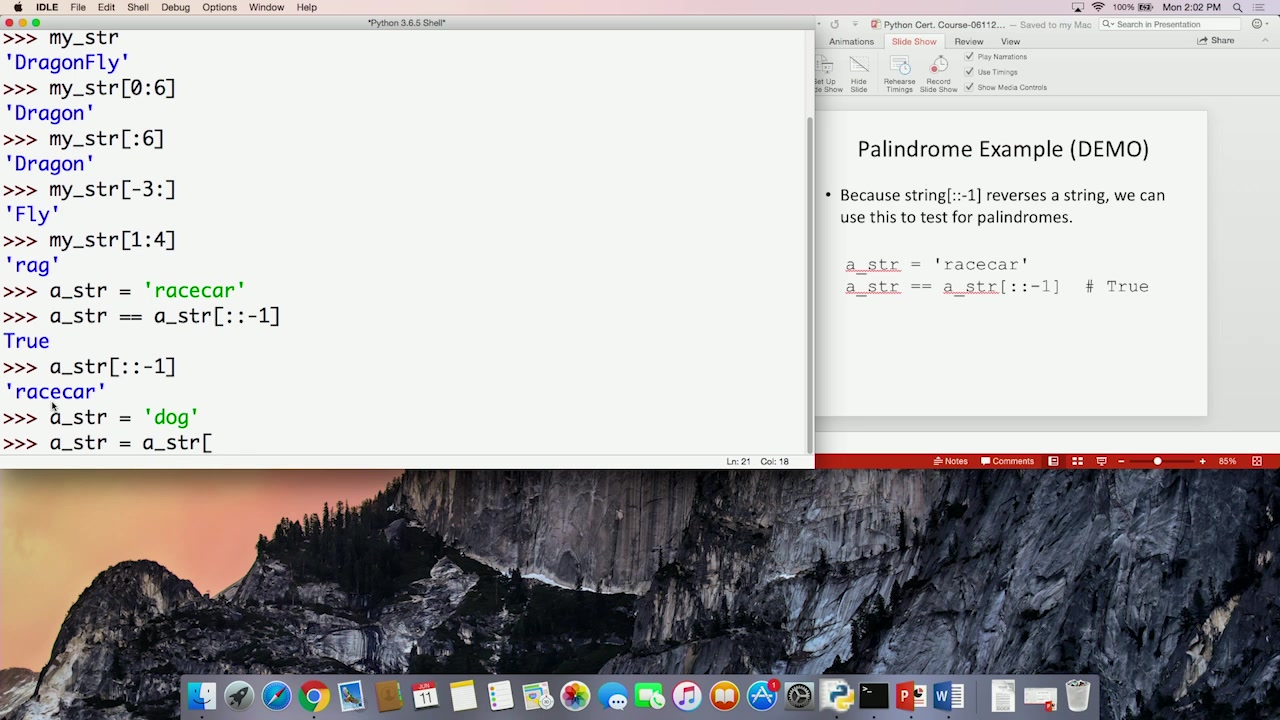 IDLE File Edit Shell Debug Options Window Help
100% Mon 2:02 PM
*Python 3.6.5 Shell*
>>> my_str
'DragonFly'
>>> my_str[0:6]
'Dragon'
>>> my_str[:6]
'Dragon'
>>> my_str[-3:]
'Fly'
>>> my_str[1:4]
'rag'
>>> a_str = 'racecar'
>>> a_str == a_str[::-1]
True
>>> a_str[::-1]
'racecar'
>>> a_str = 'dog'
>>> a_str = a_str[
Ln: 21 Col: 18
Python Cert. Course-06112... — Saved to my Mac
Search in Presentation
Animations Slide Show Review View
Share
Set Up
Slide Show
Hide
Slide
Rehearse
Timings
Record
Slide Show
Play Narrations
Use Timings
Show Media Controls
Palindrome Example (DEMO)
• Because string[::-1] reverses a string, we can
use this to test for palindromes.
a_str = 'racecar'
a_str == a_str[::-1] # True
Notes Comments 85%
JUN
11
1